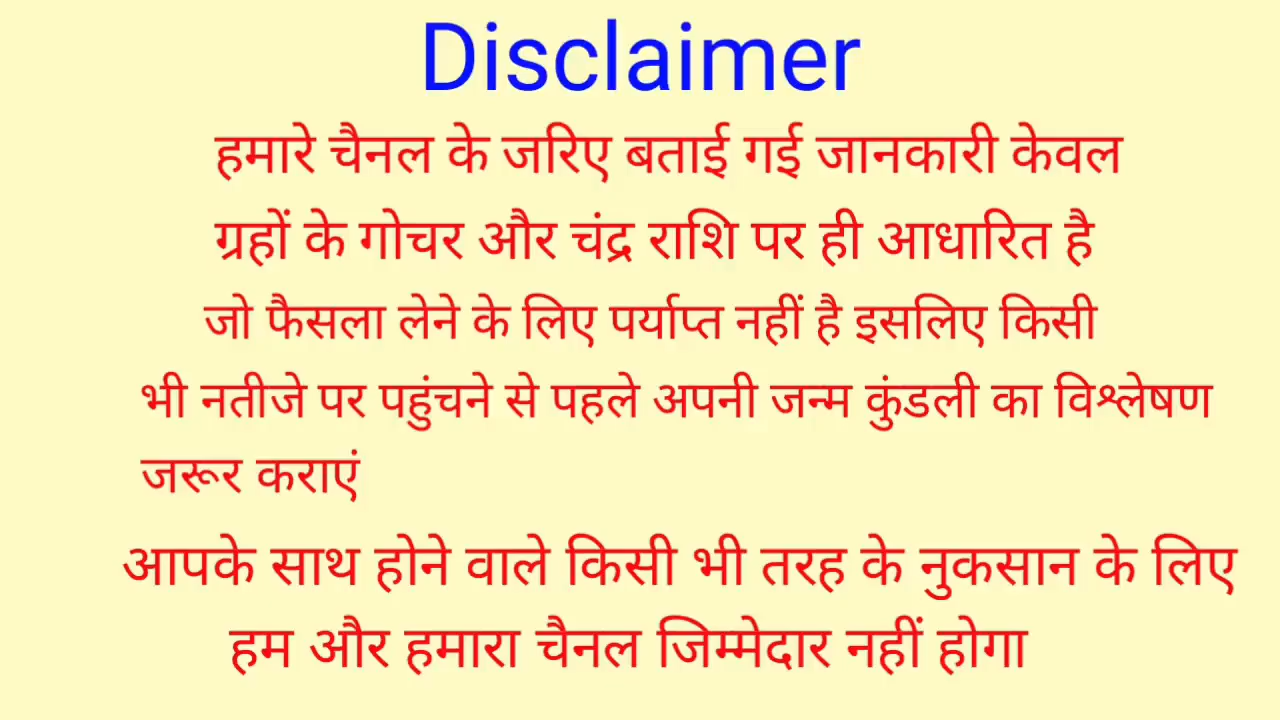 Disclaimer
हमारे चैनल के जरिए बताई गई जानकारी केवल
ग्रहों के गोचर और चंद्र राशि पर ही आधारित है
जो फैसला लेने के लिए पर्याप्त नहीं है इसलिए किसी
भी नतीजे पर पहुंचने से पहले अपनी जन्म कुंडली का विश्लेषण
जरूर कराएं
आपके साथ होने वाले किसी भी तरह के नुकसान के लिए
हम और हमारा चैनल जिम्मेदार नहीं होगा